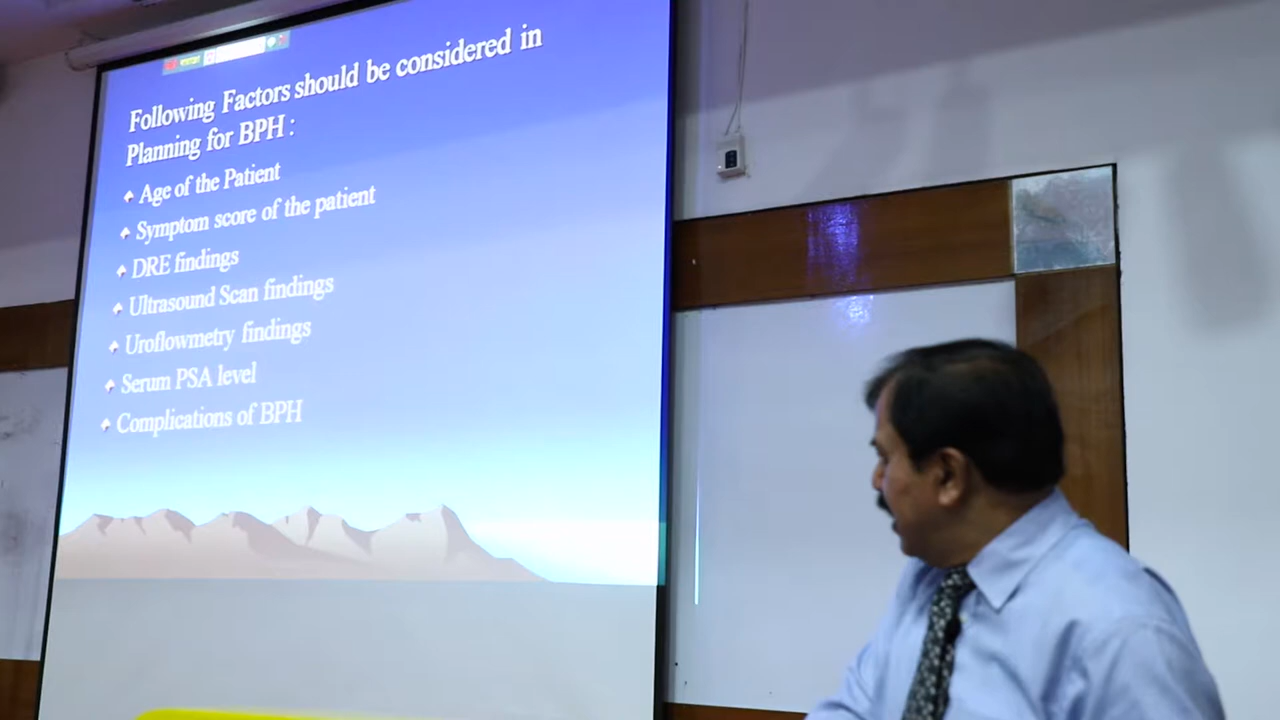 Following Factors should be considered in
Planning for BPH :
Age of the Patient
Symptom score of the patient
DRE findings
Ultrasound Scan findings
Uroflowmetry findings
Serum PSA level
Complications of BPH